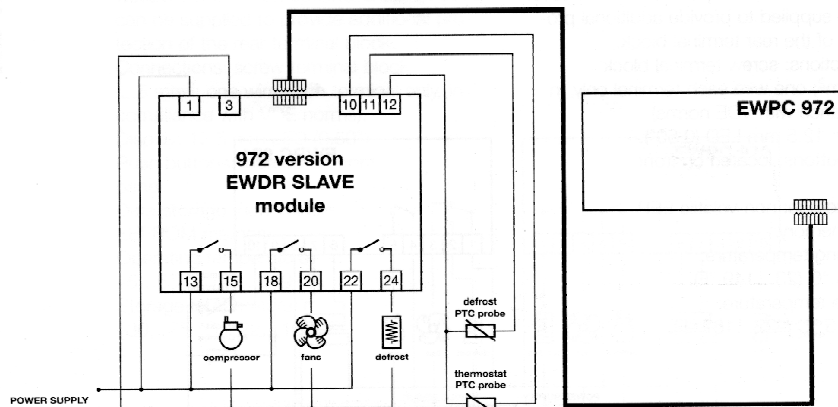 EWPC 972
1 3 10 11 12
972 version
EWDR SLAVE
module
13 15 18 20 22 24
defrost
PTC probe
compressor fans defrost
thermostat
PTC probe
POWER SUPPLY